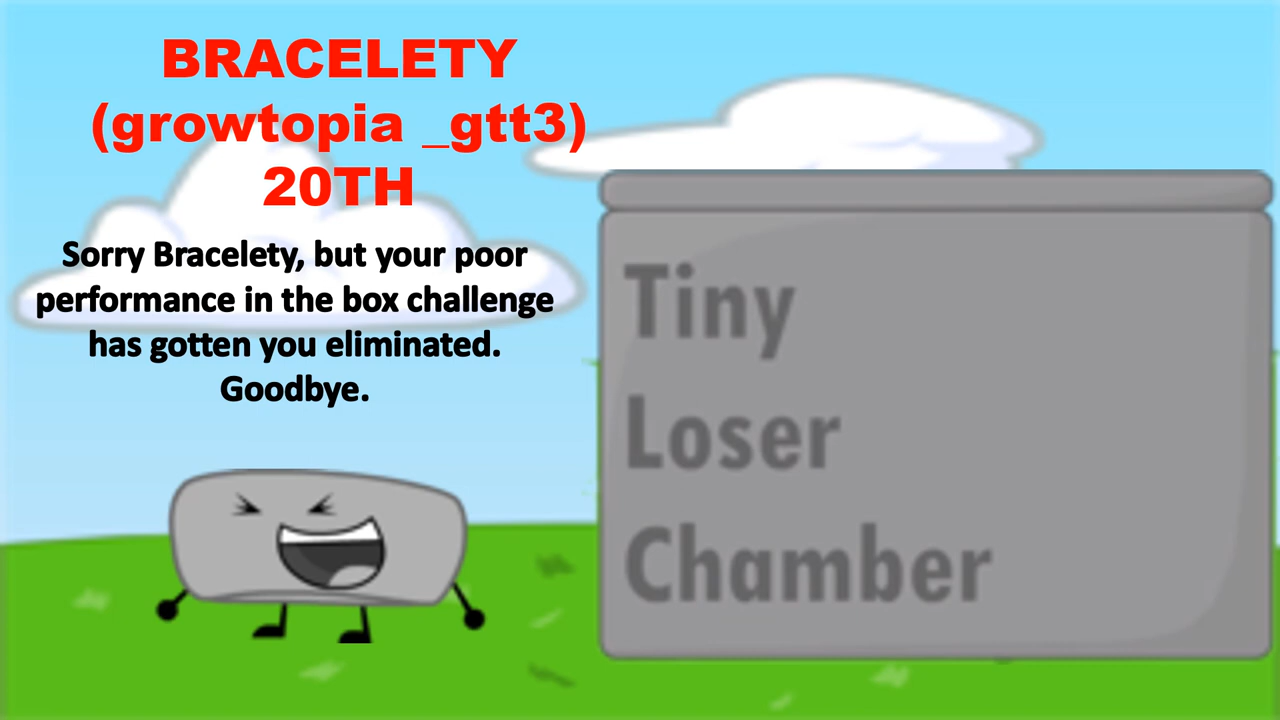 BRACELETY
(growtopia _gtt3)
20TH
Sorry Bracelety, but your poor
performance in the box challenge
has gotten you eliminated.
Goodbye.
Tiny
Loser
Chamber